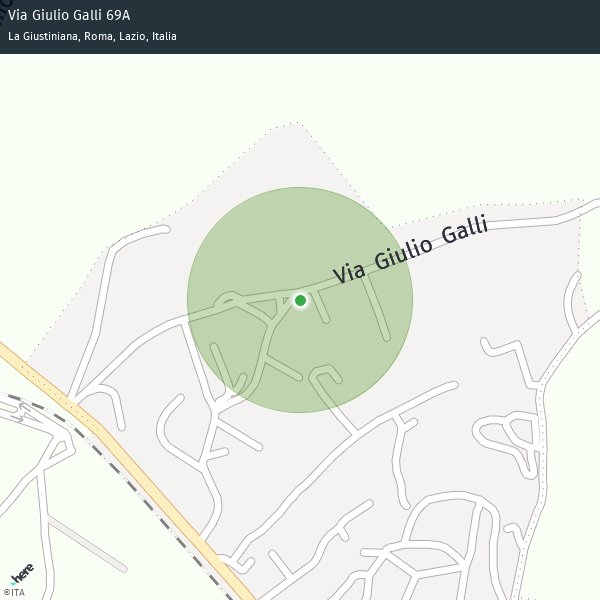 Via Giulio Galli 69A
La Giustiniana, Roma, Lazio, Italia
Via Giulio Galli
here
©ITA